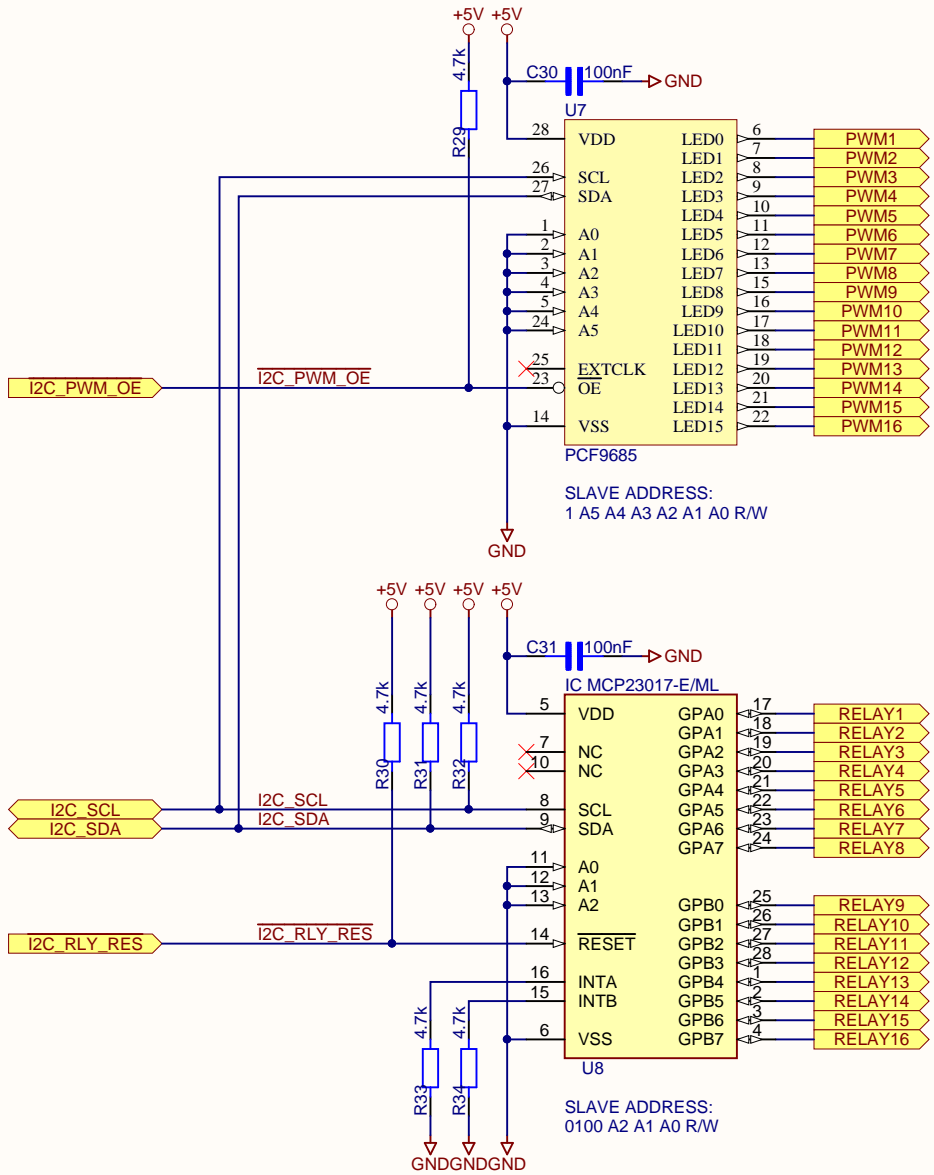 +5V +5V
4.7k
R29
C30 100nF GND
U7
28 VDD LED0 6 PWM1
LED1 7 PWM2
26 SCL LED2 8 PWM3
27 SDA LED3 9 PWM4
LED4 10 PWM5
1 A0 LED5 11 PWM6
2 A1 LED6 12 PWM7
3 A2 LED7 13 PWM8
4 A3 LED8 15 PWM9
5 A4 LED9 16 PWM10
24 A5 LED10 17 PWM11
LED11 18 PWM12
25 EXTCLK LED12 19 PWM13
I2C_PWM_OE I2C_PWM_OE 23 OE LED13 20 PWM14
LED14 21 PWM15
14 VSS LED15 22 PWM16
PCF9685
SLAVE ADDRESS:
1 A5 A4 A3 A2 A1 A0 R/W
GND
+5V +5V +5V +5V
4.7k 4.7k 4.7k
R30 R31 R32
C31 100nF GND
IC MCP23017-E/ML
5 VDD GPA0 17 RELAY1
GPA1 18 RELAY2
7 NC GPA2 19 RELAY3
10 NC GPA3 20 RELAY4
GPA4 21 RELAY5
I2C_SCL I2C_SCL 8 SCL GPA5 22 RELAY6
I2C_SDA I2C_SDA 9 SDA GPA6 23 RELAY7
GPA7 24 RELAY8
11 A0
12 A1
13 A2 GPB0 25 RELAY9
GPB1 26 RELAY10
I2C_RLY_RES I2C_RLY_RES 14 RESET GPB2 27 RELAY11
GPB3 28 RELAY12
16 INTA GPB4 1 RELAY13
15 INTB GPB5 2 RELAY14
GPB6 3 RELAY15
6 VSS GPB7 4 RELAY16
4.7k 4.7k
R33 R34
U8
SLAVE ADDRESS:
0100 A2 A1 A0 R/W
GND GND GND